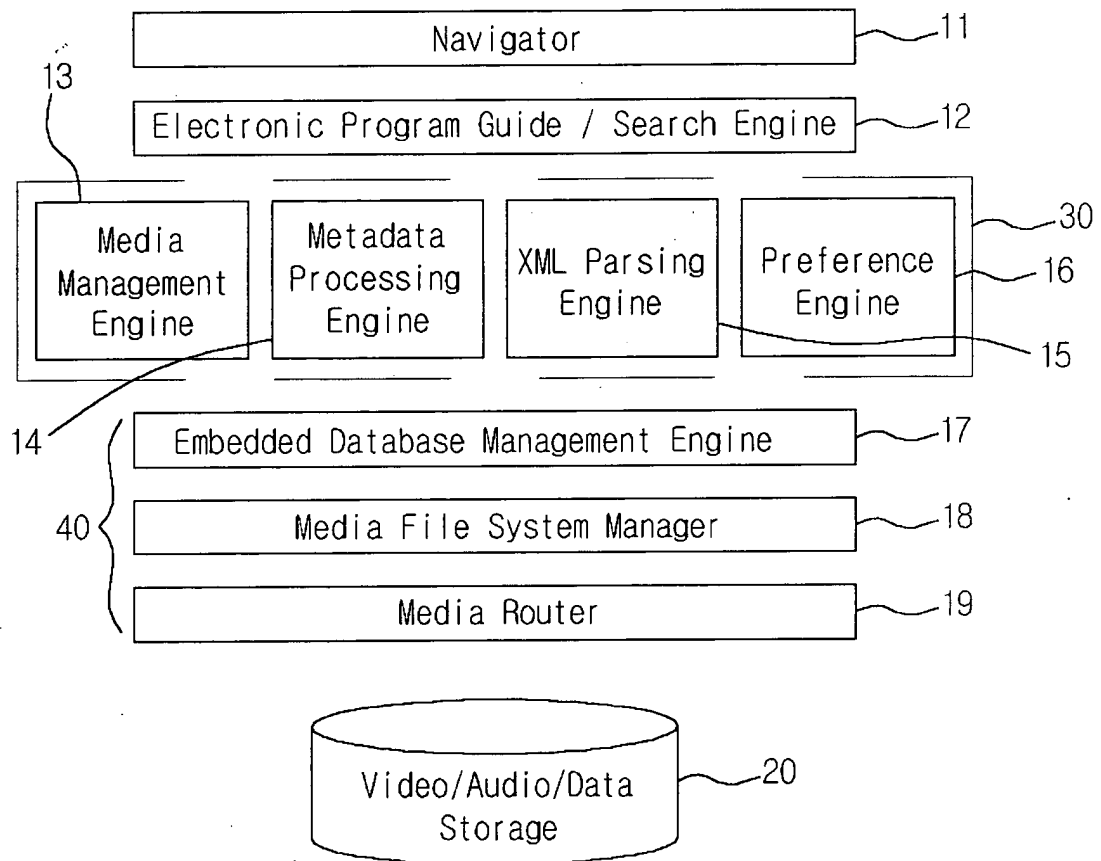 Navigator
11
13
Electronic Program Guide / Search Engine
12
Media
Management
Engine
Metadata
Processing
Engine
XML Parsing
Engine
Preference
Engine
30
16
15
14
Embedded Database Management Engine
17
40
Media File System Manager
18
Media Router
19
Video/Audio/Data
Storage
20